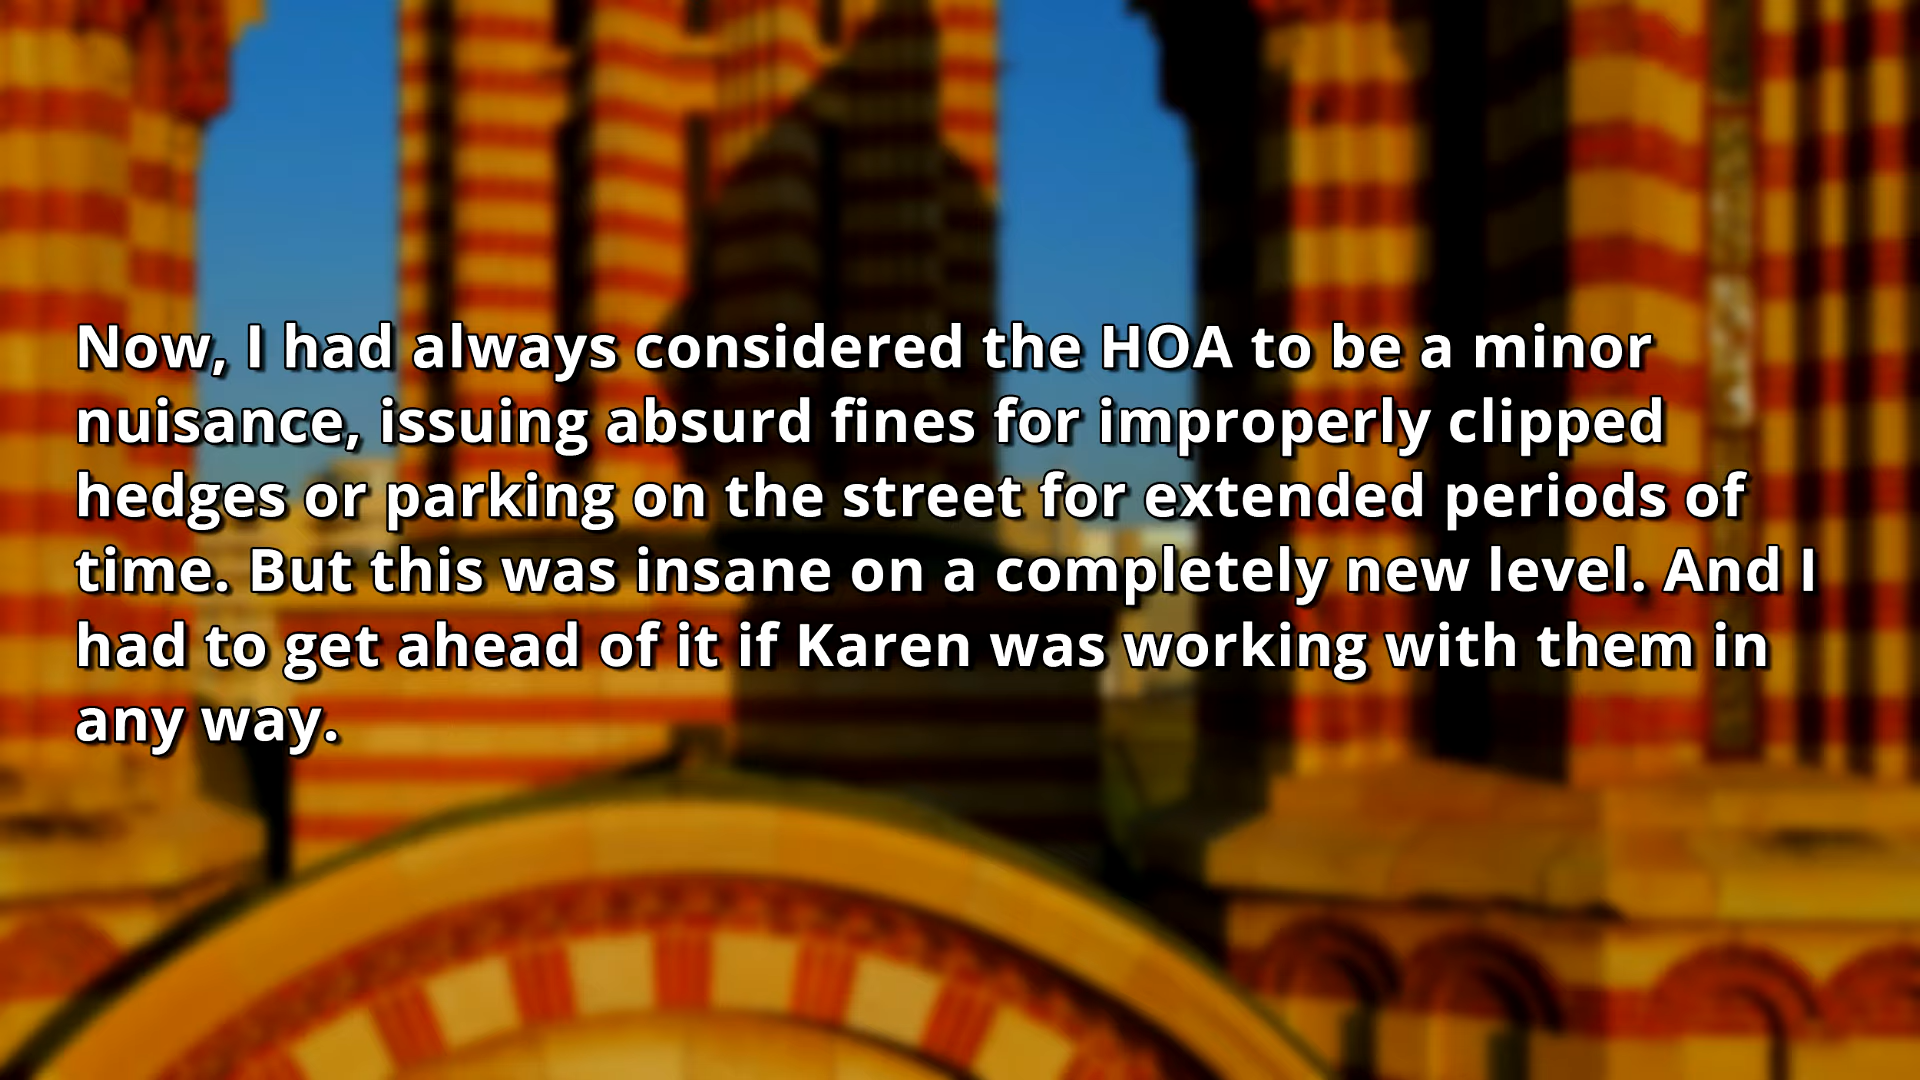 Now, I had always considered the HOA to be a minor
nuisance, issuing absurd fines for improperly clipped
hedges or parking on the street for extended periods of
time. But this was insane on a completely new level. And I
had to get ahead of it if Karen was working with them in
any way.